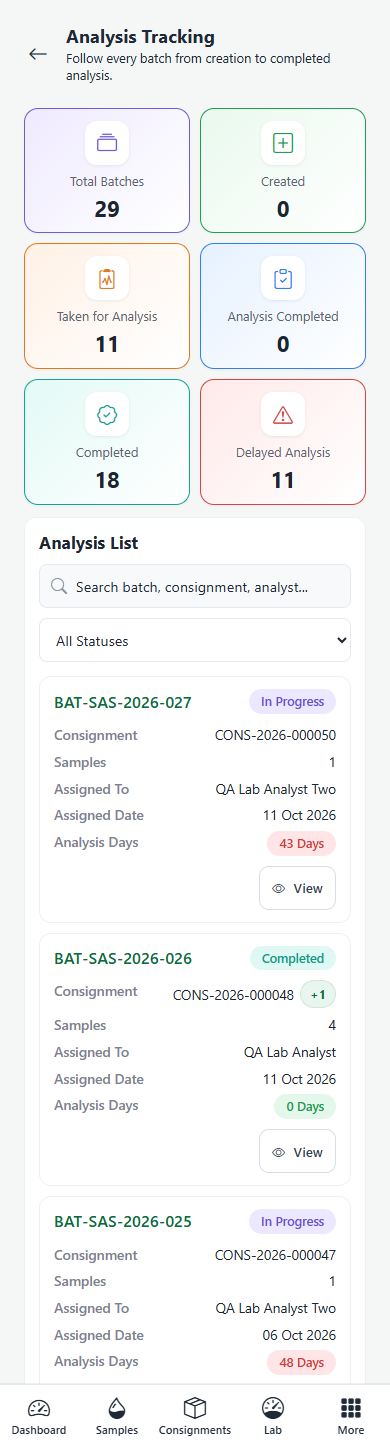 Analysis Tracking
Follow every batch from creation to completed
analysis.
Total Batches
29
Created
0
Taken for Analysis
11
Analysis Completed
0
Completed
18
Delayed Analysis
11
Analysis List
Search batch, consignment, analyst...
All Statuses
BAT-SAS-2026-027 In Progress
Consignment CONS-2026-000050
Samples 1
Assigned To QA Lab Analyst Two
Assigned Date 11 Oct 2026
Analysis Days 43 Days
View
BAT-SAS-2026-026 Completed
Consignment CONS-2026-000048 +1
Samples 4
Assigned To QA Lab Analyst
Assigned Date 11 Oct 2026
Analysis Days 0 Days
View
BAT-SAS-2026-025 In Progress
Consignment CONS-2026-000047
Samples 1
Assigned To QA Lab Analyst Two
Assigned Date 06 Oct 2026
Analysis Days 48 Days
Dashboard Samples Consignments Lab More